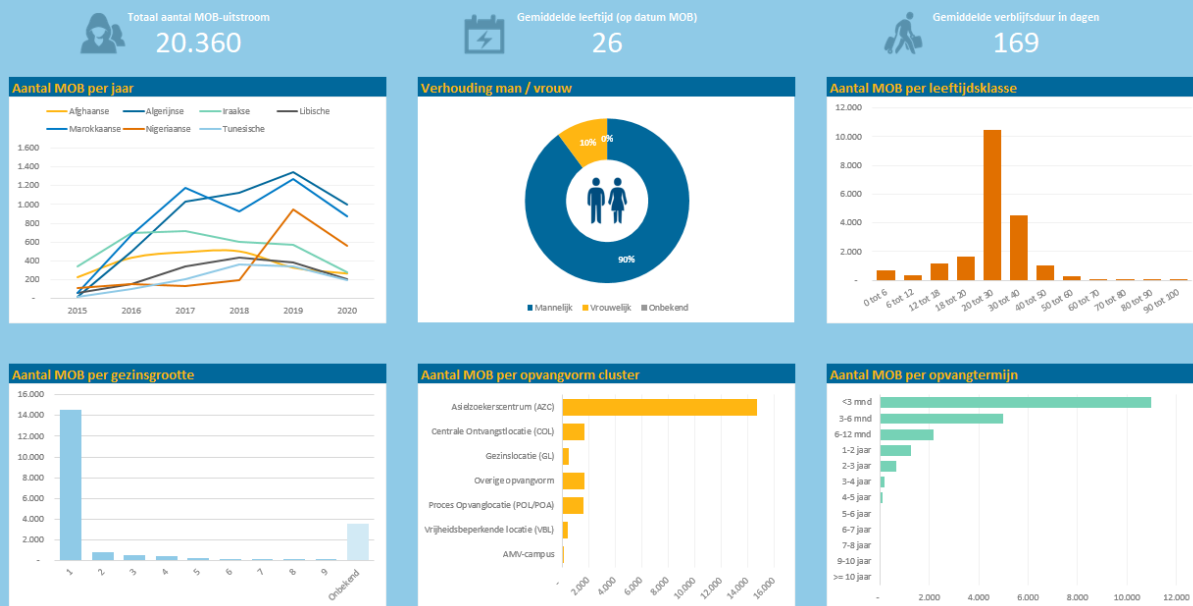 Totaal aantal MOB-uitstroom
20.360
Gemiddelde leeftijd (op datum MOB)
26
Gemiddelde verblijfsduur in dagen
169
Aantal MOB per jaar
Afghaanse Algerijnse Iraakse Libische
Marokkaanse Nigeriaanse Tunesische
1.600
1.400
1.200
1.000
800
600
400
200
-
2015 2016 2017 2018 2019 2020
Verhouding man / vrouw
10% 0%
90%
Mannelijk Vrouwelijk Onbekend
Aantal MOB per leeftijdsklasse
12.000
10.000
8.000
6.000
4.000
2.000
-
0 tot 6 6 tot 12 12 tot 18 18 tot 20 20 tot 30 30 tot 40 40 tot 50 50 tot 60 60 tot 70 70 tot 80 80 tot 90 90 tot 100
Aantal MOB per gezinsgrootte
16.000
14.000
12.000
10.000
8.000
6.000
4.000
2.000
-
1 2 3 4 5 6 7 8 9 Onbekend
Aantal MOB per opvangvorm cluster
Asielzoekerscentrum (AZC)
Centrale Ontvangstlocatie (COL)
Gezinslocatie (GL)
Overige opvangvorm
Proces Opvanglocatie (POL/POA)
Vrijheidsbeperkende locatie (VBL)
AMV-campus
- 2.000 4.000 6.000 8.000 10.000 12.000 14.000 16.000
Aantal MOB per opvangtermijn
<3 mnd
3-6 mnd
6-12 mnd
1-2 jaar
2-3 jaar
3-4 jaar
4-5 jaar
5-6 jaar
6-7 jaar
7-8 jaar
9-10 jaar
>= 10 jaar
- 2.000 4.000 6.000 8.000 10.000 12.000